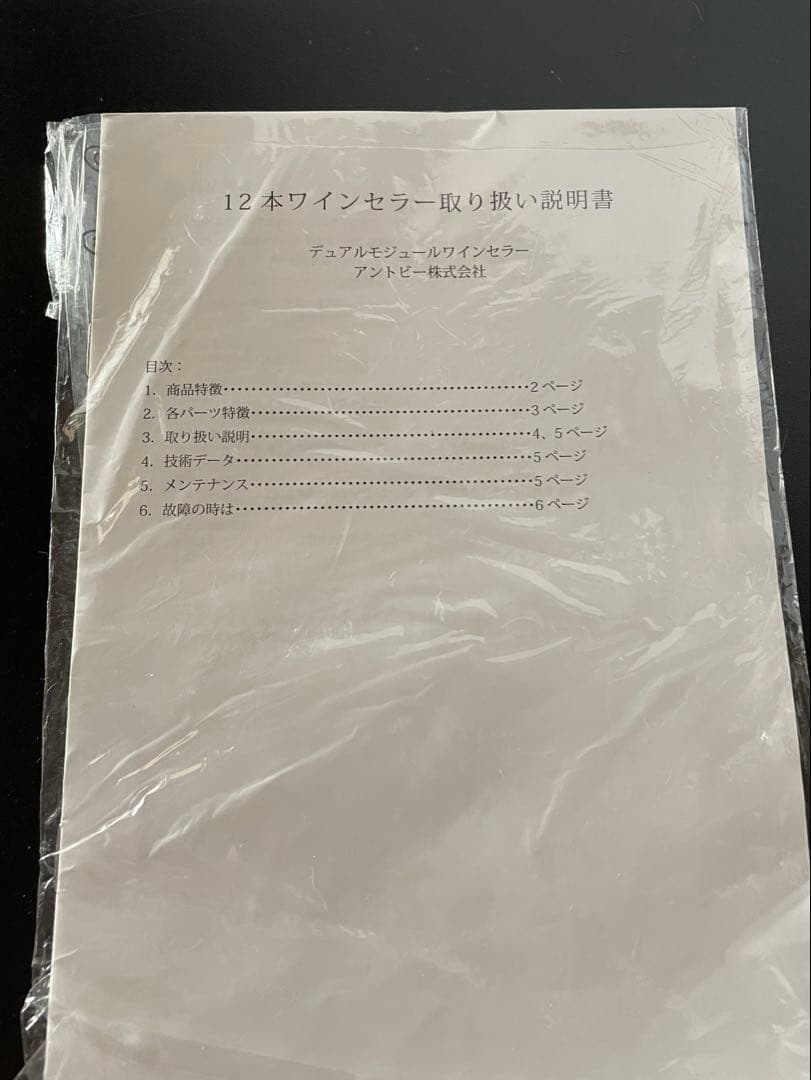 12本ワインセラー取り扱い説明書
デュアルモジュールワインセラー
アントビー株式会社
目次：
1. 商品特徴・・・・・・・・・・・・・・・・・・・・・・・・・・・・・・・・・・・・・・・・・・・・2ページ
2. 各パーツ特徴・・・・・・・・・・・・・・・・・・・・・・・・・・・・・・・・・・・・・・・・3ページ
3. 取り扱い説明・・・・・・・・・・・・・・・・・・・・・・・・・・・・・・・・・・・・・・・・4、5ページ
4. 技術データ・・・・・・・・・・・・・・・・・・・・・・・・・・・・・・・・・・・・・・・・・・5ページ
5. メンテナンス・・・・・・・・・・・・・・・・・・・・・・・・・・・・・・・・・・・・・・・・5ページ
6. 故障の時は・・・・・・・・・・・・・・・・・・・・・・・・・・・・・・・・・・・・・・・・・・6ページ